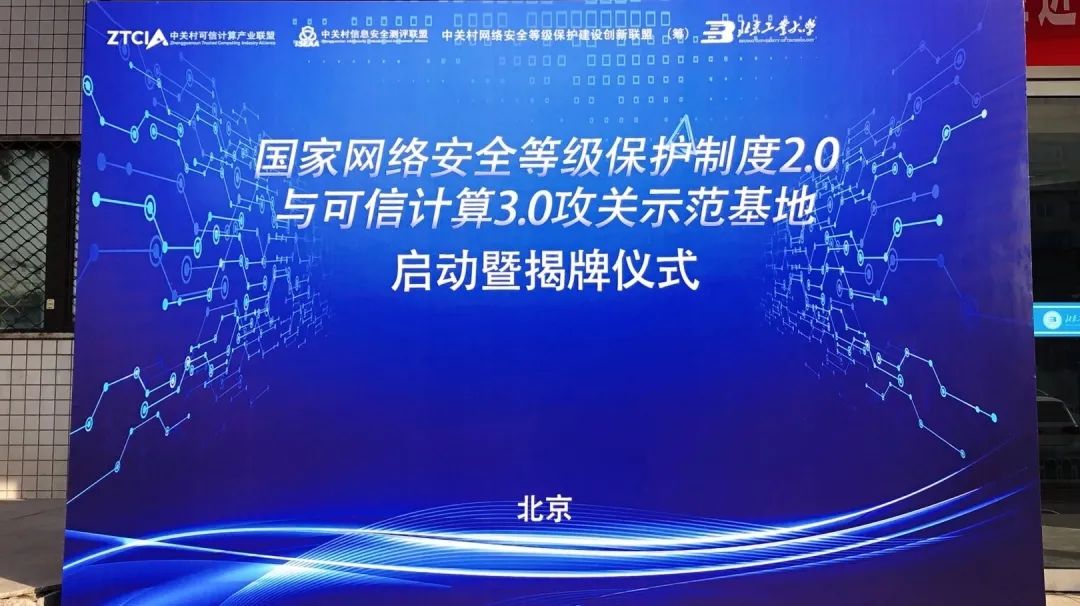 ZTCIA 中关村可信计算产业联盟
Zhongguancun Trusted Computing Industry Alliance
中关村信息安全测评联盟
TSEAA
中关村网络安全等级保护建设创新联盟 (筹)
北京工业大学
国家网络安全等级保护制度2.0
与可信计算3.0攻关示范基地
启动暨揭牌仪式
北京